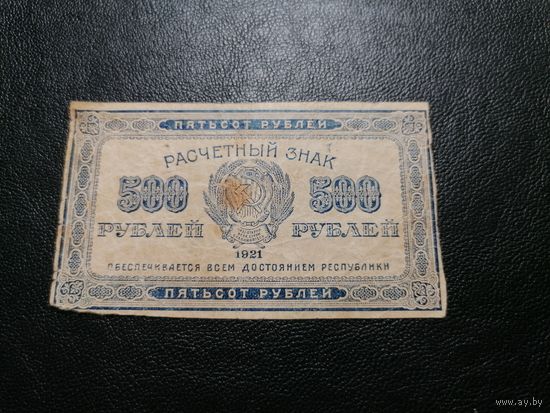 ПЯТЬСОТ РУБЛЕЙ
РАСЧЕТНЫЙ ЗНАК
500 500
РУБЛЕЙ РУБЛЕЙ
1921
ОБЕСПЕЧИВАЕТСЯ ВСЕМ ДОСТОЯНИЕМ РЕСПУБЛИКИ
ПЯТЬСОТ РУБЛЕЙ
www.ay.by